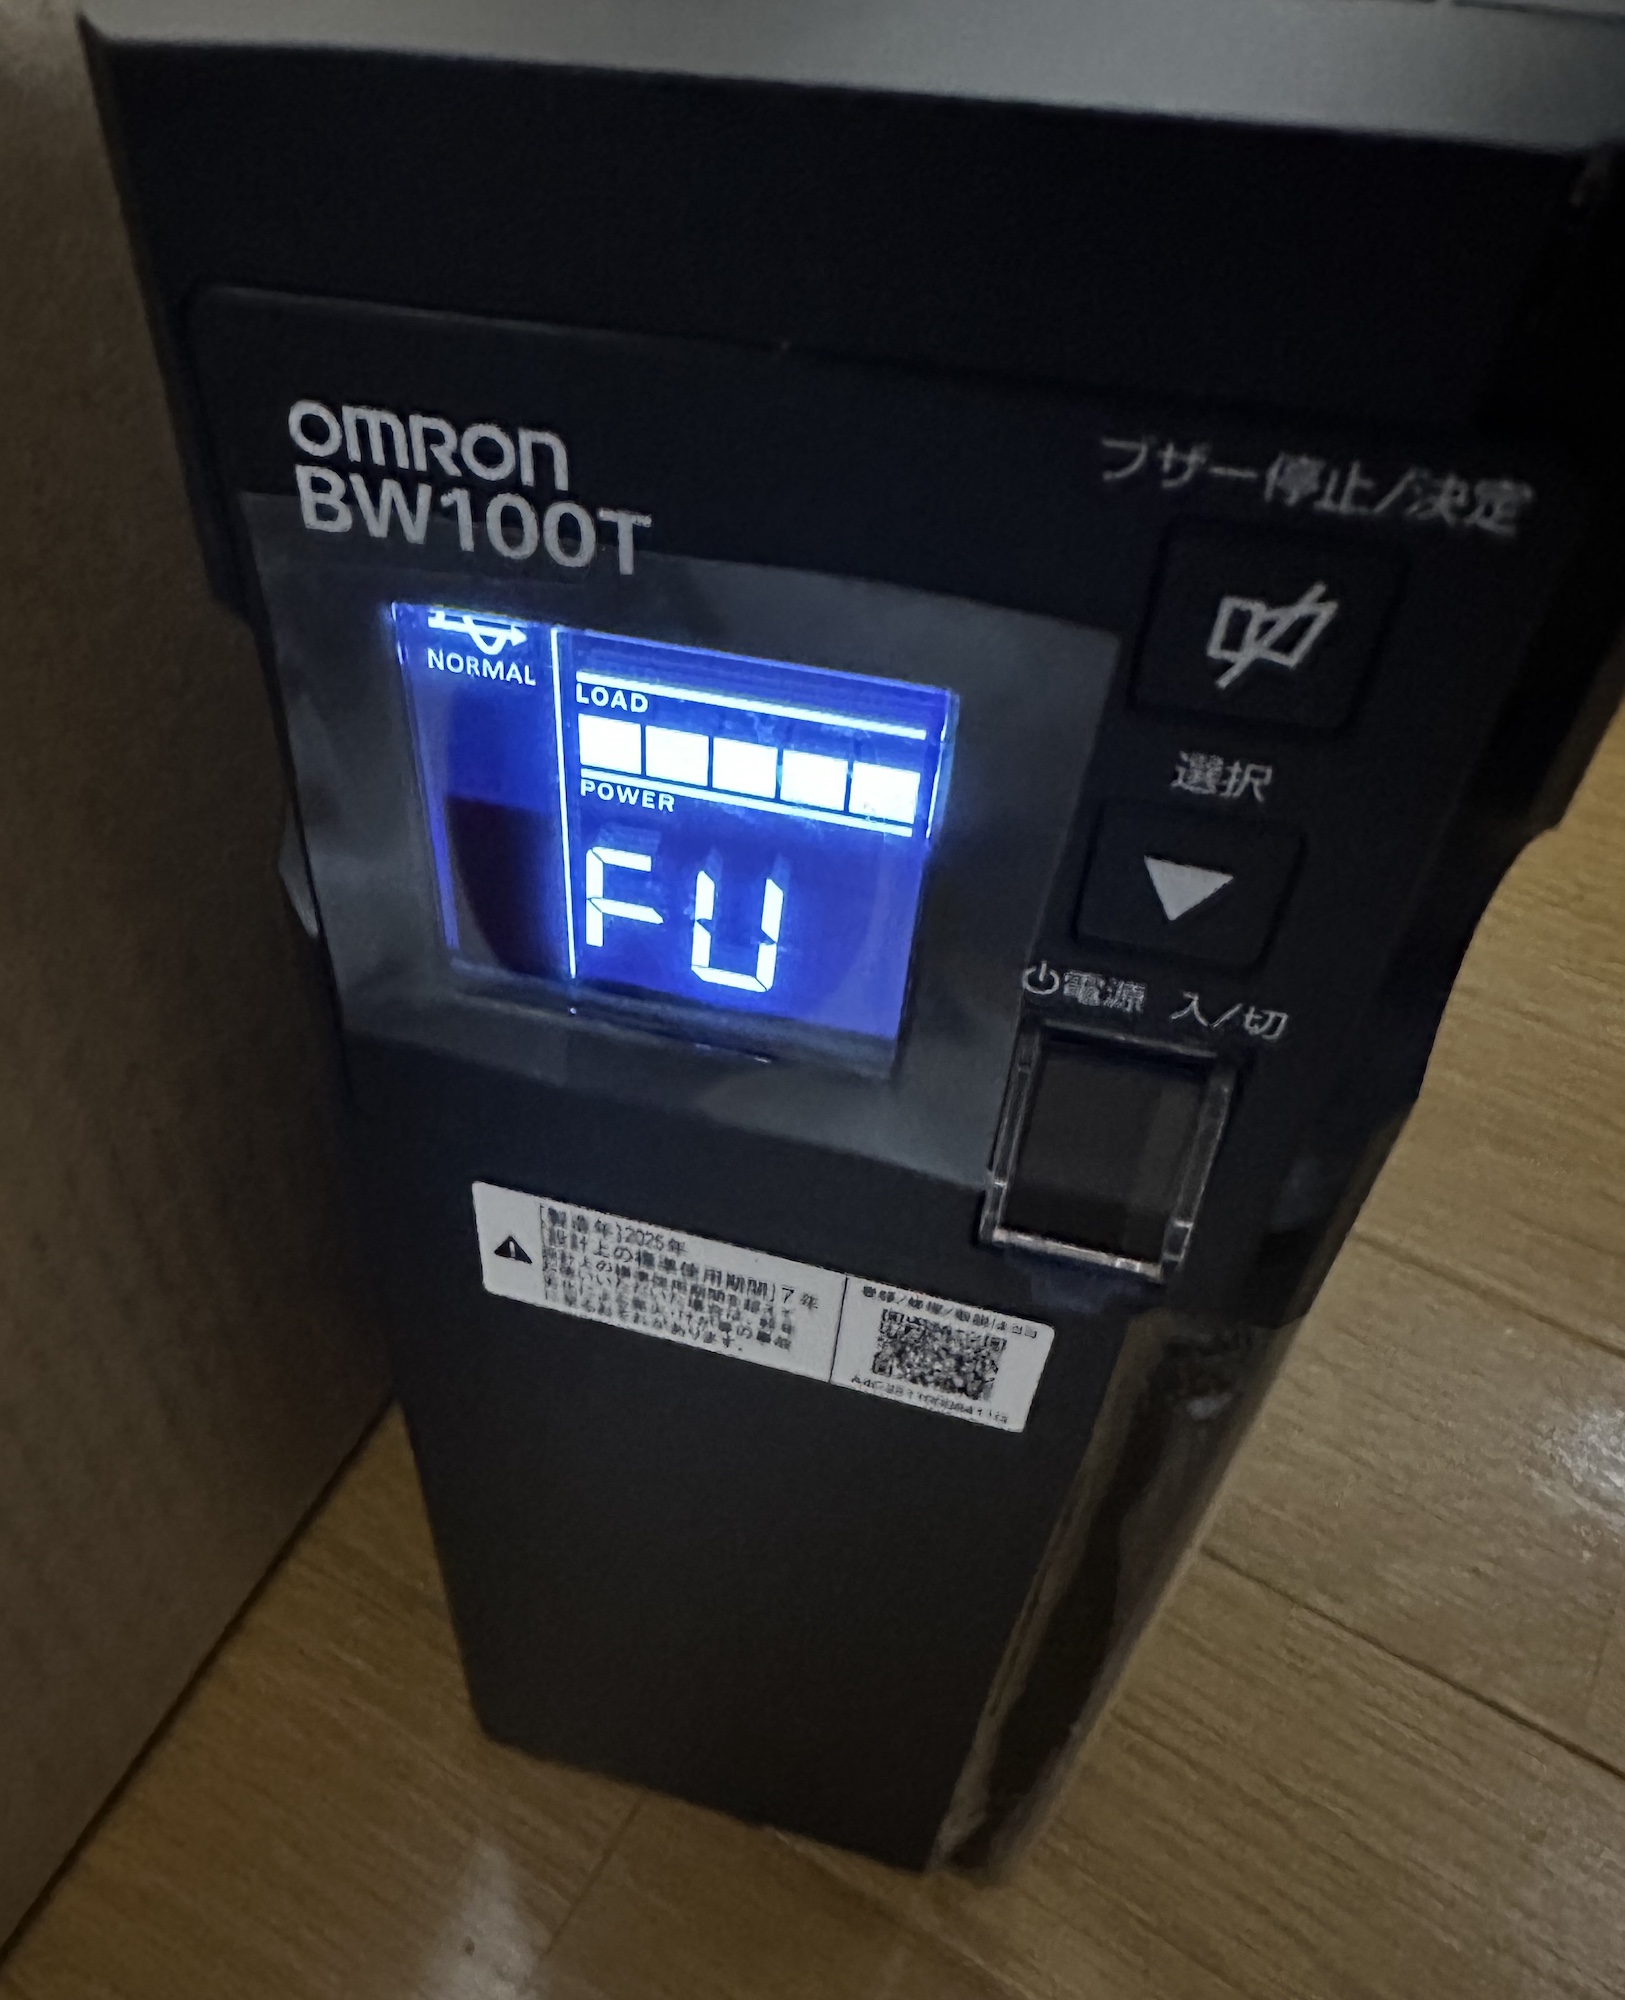 OMRON
BW100T
ブザー停止/決定
NORMAL
LOAD
選択
POWER
FU
電源 入/切
[製造年]2025年
[設計上の標準使用期間]7年